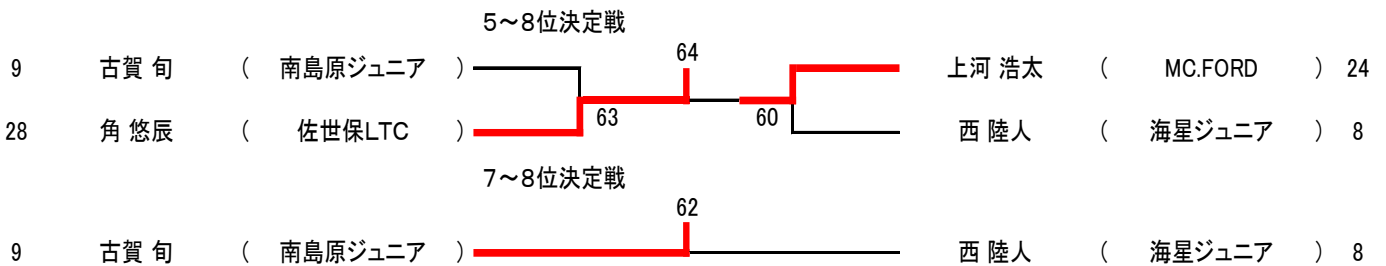 5～8位決定戦
64
9 古賀 旬 ( 南島原ジュニア ) 上河 浩太 ( MC.FORD ) 24
63 60
28 角 悠辰 ( 佐世保LTC ) 西 陸人 ( 海星ジュニア ) 8
7～8位決定戦
62
9 古賀 旬 ( 南島原ジュニア ) 西 陸人 ( 海星ジュニア ) 8